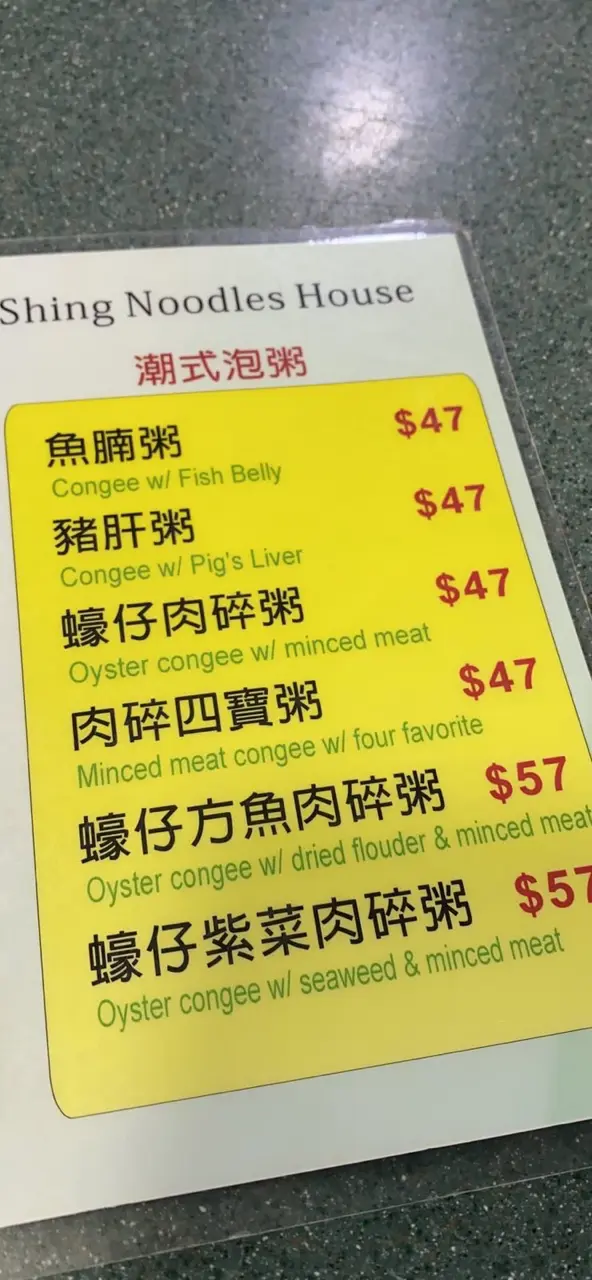 Shing Noodles House
潮式泡粥
魚腩粥 $47
Congee w/ Fish Belly
豬肝粥 $47
Congee w/ Pig's Liver
蠔仔肉碎粥 $47
Oyster congee w/ minced meat
肉碎四寶粥 $47
Minced meat congee w/ four favorite
蠔仔方魚肉碎粥 $57
Oyster congee w/ dried flouder & minced meat
蠔仔紫菜肉碎粥 $57
Oyster congee w/ seaweed & minced meat